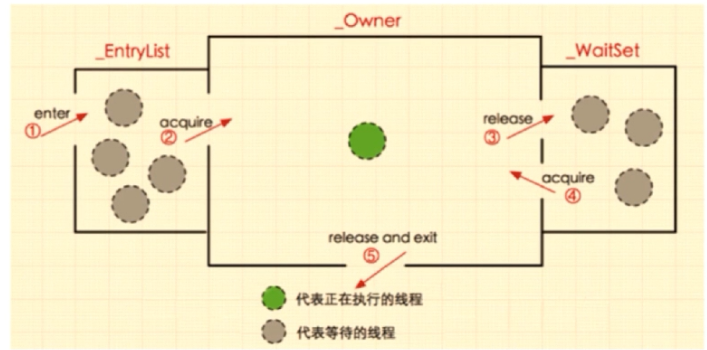 _Owner
_EntryList
_WaitSet
enter
①
acquire
②
release
③
acquire
④
release and exit
⑤
代表正在执行的线程
代表等待的线程